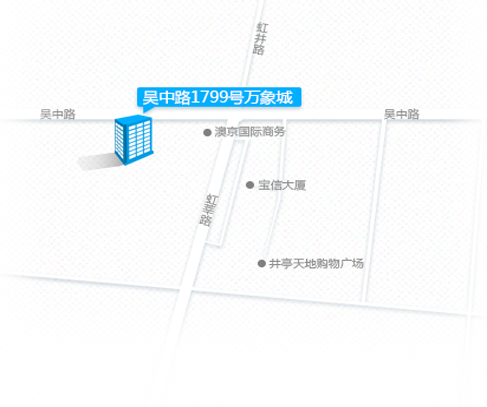 虹井路
吴中路1799号万象城
吴中路
吴中路
澳京国际商务
宝信大厦
虹莘路
井亭天地购物广场